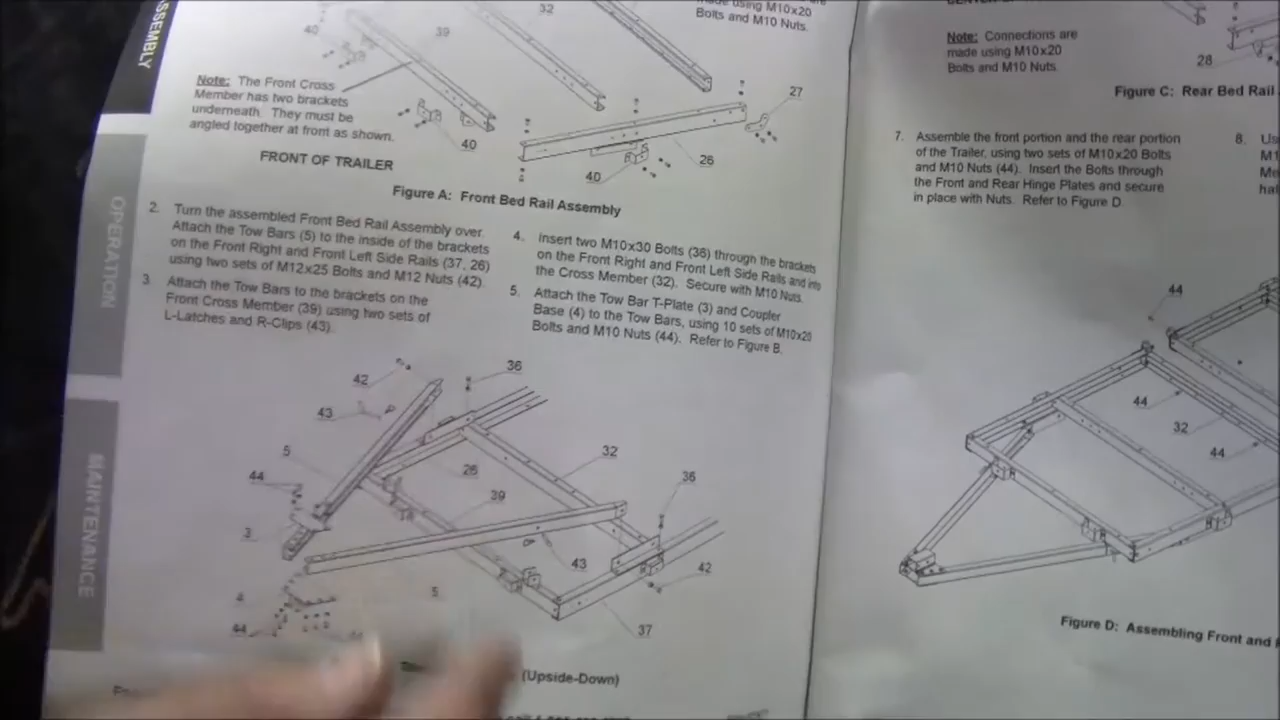 ASSEMBLY
OPERATION
MAINTENANCE
made using M10x20
Bolts and M10 Nuts.
32
40
39
Note: The Front Cross
Member has two brackets
underneath. They must be
angled together at front as shown.
40
27
26
40
FRONT OF TRAILER
Figure A: Front Bed Rail Assembly
2. Turn the assembled Front Bed Rail Assembly over.
Attach the Tow Bars (5) to the inside of the brackets
on the Front Right and Front Left Side Rails (37, 26)
using two sets of M12x25 Bolts and M12 Nuts (42).
3. Attach the Tow Bars to the brackets on the
Front Cross Member (39) using two sets of
L-Latches and R-Clips (43).
4. Insert two M10x30 Bolts (36) through the brackets
on the Front Right and Front Left Side Rails and into
the Cross Member (32). Secure with M10 Nuts.
5. Attach the Tow Bar T-Plate (3) and Coupler
Base (4) to the Tow Bars, using 10 sets of M10x20
Bolts and M10 Nuts (44). Refer to Figure B.
42
36
43
5
26
32
44
39
36
3
43
42
4
5
44
37
(Upside-Down)
Note: Connections are
made using M10x20
Bolts and M10 Nuts.
28
Figure C: Rear Bed Rail
7. Assemble the front portion and the rear portion
of the Trailer, using two sets of M10x20 Bolts
and M10 Nuts (44). Insert the Bolts through
the Front and Rear Hinge Plates and secure
in place with Nuts. Refer to Figure D.
8.
44
44
32
44
Figure D: Assembling Front and